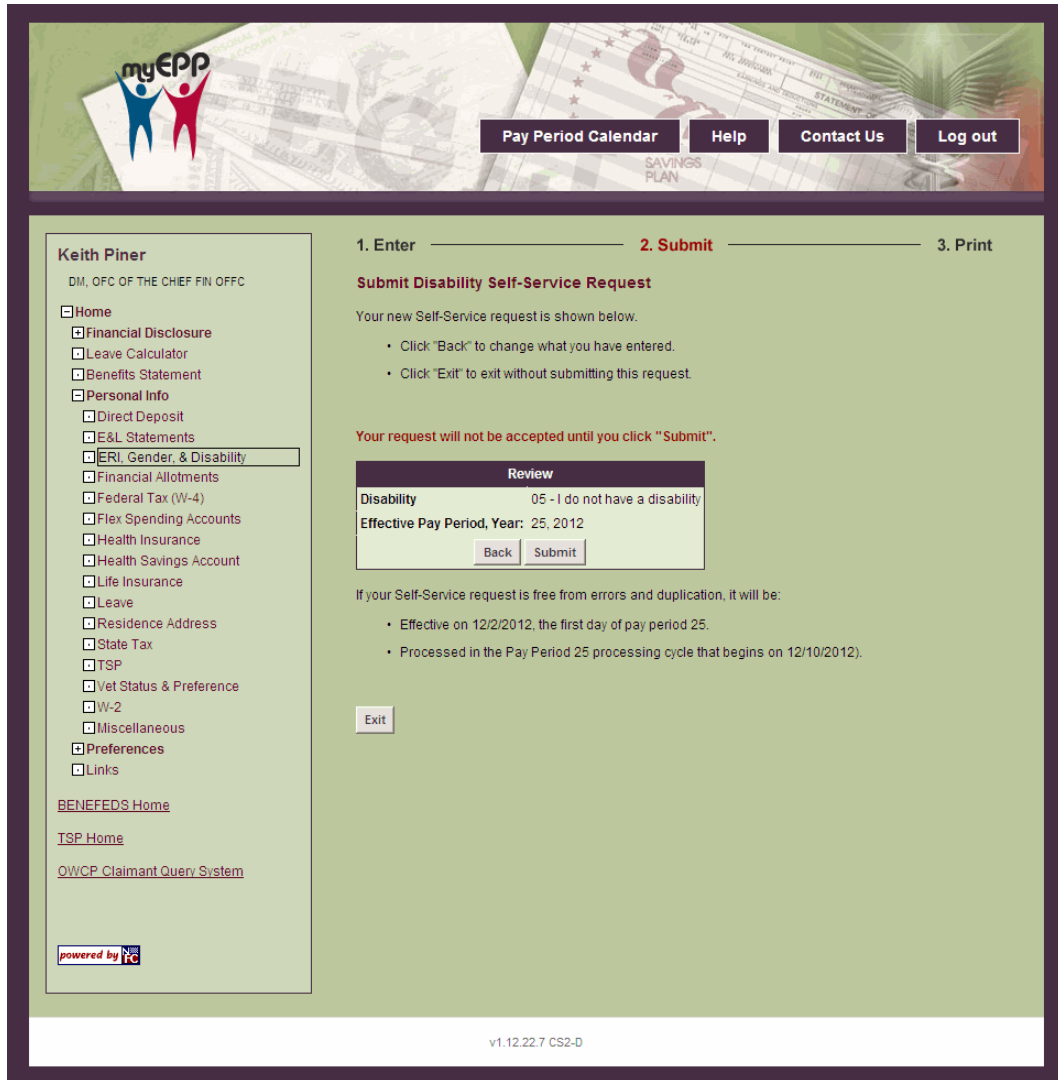 myEPP
Pay Period Calendar
Help
Contact Us
Log out
SAVINGS
PLAN
STATEMENT OF
Keith Piner
DM, OFC OF THE CHIEF FIN OFFC
Home
Financial Disclosure
Leave Calculator
Benefits Statement
Personal Info
Direct Deposit
E&L Statements
ERI, Gender, & Disability
Financial Allotments
Federal Tax (W-4)
Flex Spending Accounts
Health Insurance
Health Savings Account
Life Insurance
Leave
Residence Address
State Tax
TSP
Vet Status & Preference
W-2
Miscellaneous
Preferences
Links
BENEFEDS Home
TSP Home
OWCP Claimant Query System
powered by NFC
1. Enter
2. Submit
3. Print
Submit Disability Self-Service Request
Your new Self-Service request is shown below.
• Click "Back" to change what you have entered.
• Click "Exit" to exit without submitting this request.
Your request will not be accepted until you click "Submit".
Review
Disability 05 - I do not have a disability
Effective Pay Period, Year: 25, 2012
Back Submit
If your Self-Service request is free from errors and duplication, it will be:
• Effective on 12/2/2012, the first day of pay period 25.
• Processed in the Pay Period 25 processing cycle that begins on 12/10/2012).
Exit
v1.12.22.7 CS2-D